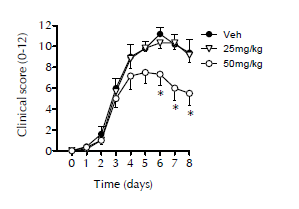 Clinical score (0-12)
12
10
8
6
4
2
0
0 1 2 3 4 5 6 7 8
Time (days)
Veh
25mg/kg
50mg/kg
* * *